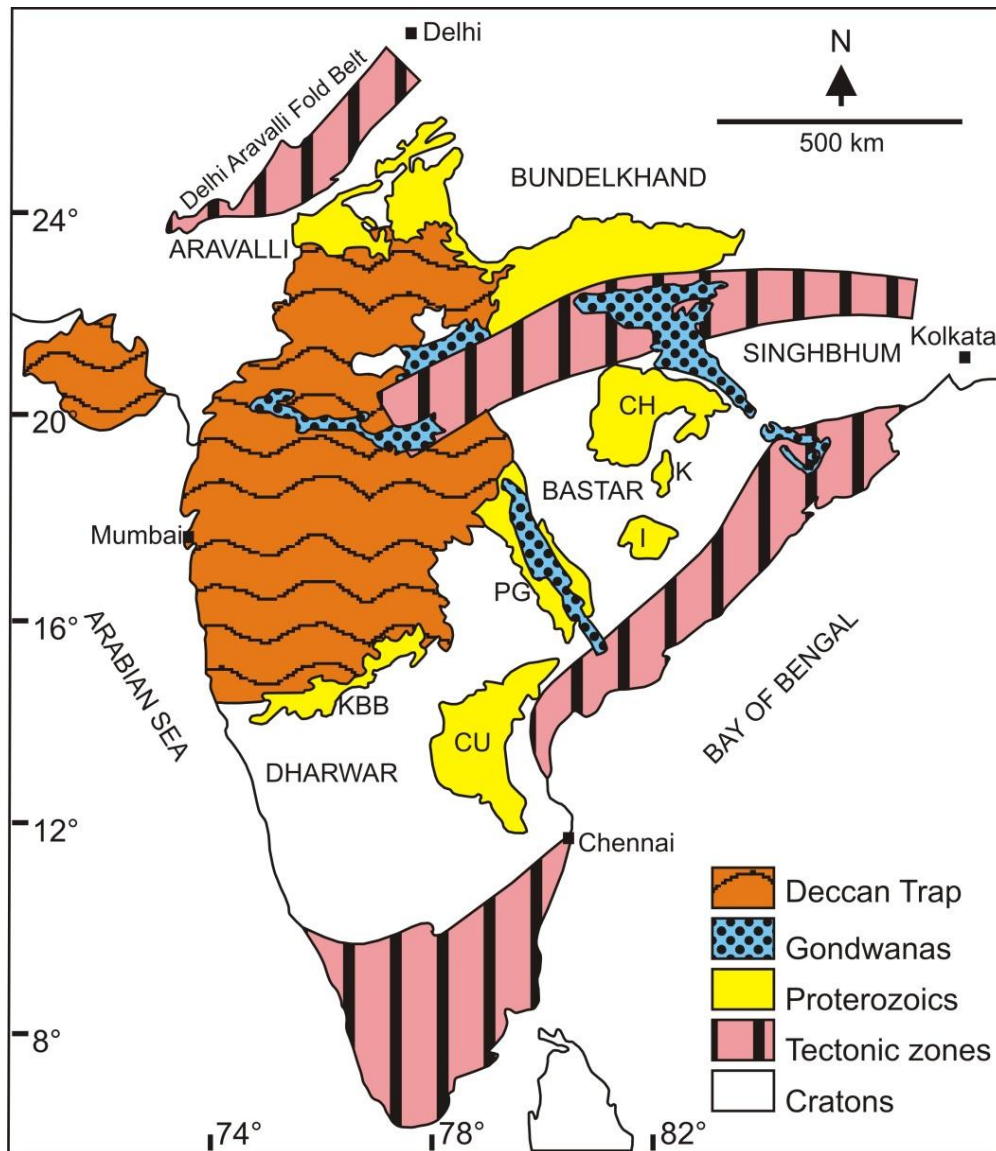 Delhi
N
Delhi Aravalli Fold Belt
500 km
BUNDELKHAND
24°
ARAVALLI
Kolkata
SINGHBHUM
20°
CH
K
BASTAR
Mumbai
I
PG
16°
ARABIAN SEA
BAY OF BENGAL
KBB
CU
DHARWAR
12°
Chennai
Deccan Trap
Gondwanas
Proterozoics
8°
Tectonic zones
Cratons
74°
78°
82°